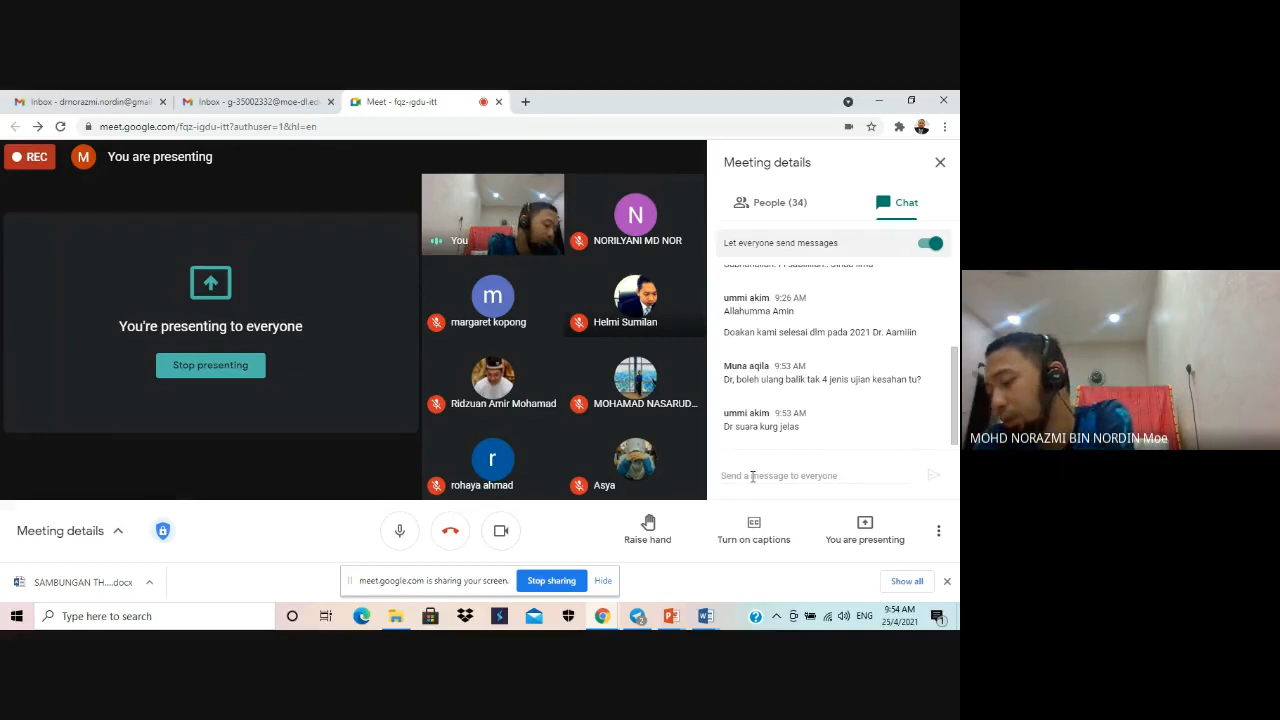 Inbox - drnorazmi.nordin@gmai
Inbox - g-35002332@moe-dl.ed
Meet - fqz-igdu-itt
meet.google.com/fqz-igdu-itt?authuser=1&hl=en
REC
M
You are presenting
You're presenting to everyone
Stop presenting
You
N
NORILYANI MD NOR
m
margaret kopong
Helmi Sumilan
Ridzuan Amir Mohamad
MOHAMAD NASARUD...
r
rohaya ahmad
Asya
Meeting details
People (34)
Chat
Let everyone send messages
ummi akim 9:26 AM
Allahumma Amin
Doakan kami selesai dlm pada 2021 Dr. Aamiiin
Muna aqila 9:53 AM
Dr, boleh ulang balik tak 4 jenis ujian kesahan tu?
ummi akim 9:53 AM
Dr suara kurg jelas
Send a message to everyone
MOHD NORAZMI BIN NORDIN Moe
Meeting details
Raise hand
Turn on captions
You are presenting
SAMBUNGAN TH....docx
meet.google.com is sharing your screen.
Stop sharing
Hide
Show all
Type here to search
2
ENG
9:54 AM
25/4/2021
1